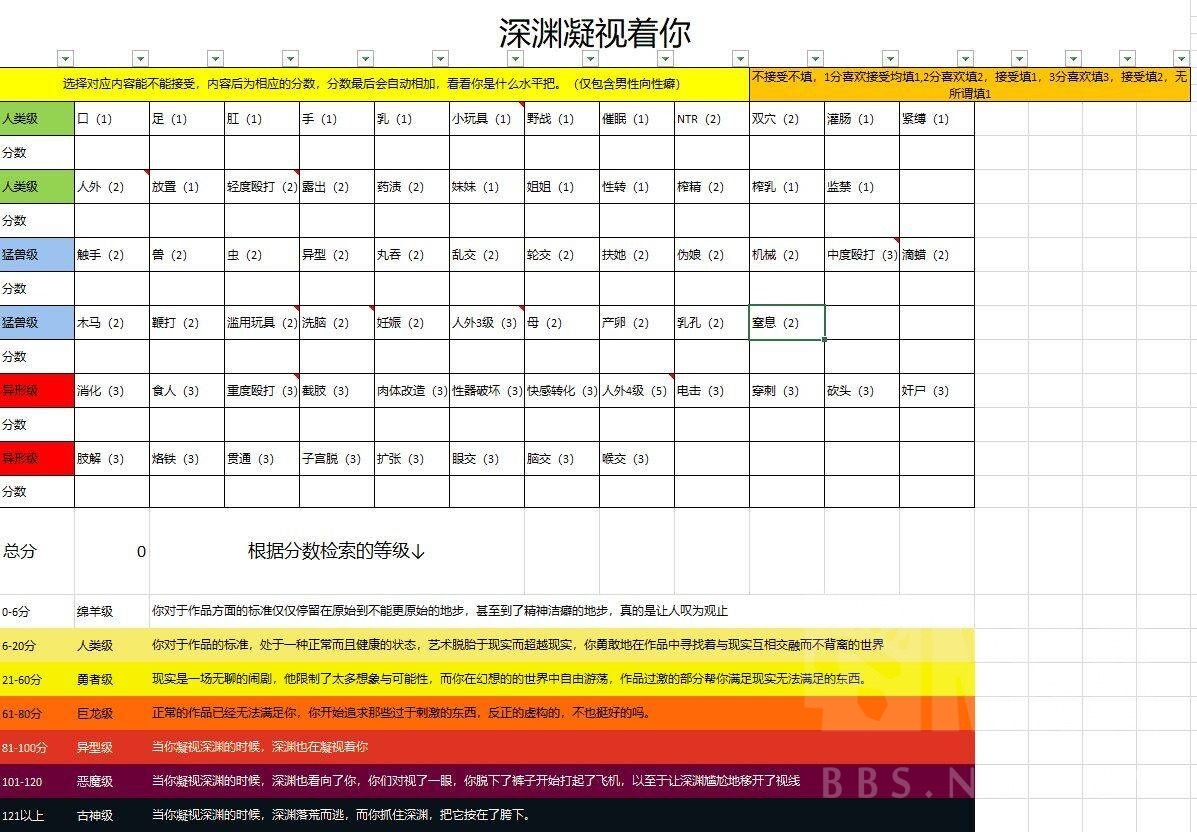 深渊凝视着你
选择对应内容能不能接受，内容后为相应的分数，分数最后会自动相加，看看你是什么水平把。（仅包含男性向性癖）
不接受不填，1分喜欢接受均填1,2分喜欢填2，接受填1，3分喜欢填3，接受填2，无
所谓填1
人类级 口（1） 足（1） 肛（1） 手（1） 乳（1） 小玩具（1） 野战（1） 催眠（1） NTR（2） 双穴（2） 灌肠（1） 紧缚（1）
分数
人类级 人外（2） 放置（1） 轻度殴打（2） 露出（2） 药渍（2） 妹妹（1） 姐姐（1） 性转（1） 榨精（2） 榨乳（1） 监禁（1）
分数
猛兽级 触手（2） 兽（2） 虫（2） 异型（2） 丸吞（2） 乱交（2） 轮交（2） 扶她（2） 伪娘（2） 机械（2） 中度殴打（3） 滴蜡（2）
分数
猛兽级 木马（2） 鞭打（2） 滥用玩具（2） 洗脑（2） 妊娠（2） 人外3级（3） 母（2） 产卵（2） 乳孔（2） 窒息（2）
分数
异形级 消化（3） 食人（3） 重度殴打（3） 截肢（3） 肉体改造（3） 性器破坏（3） 快感转化（3） 人外4级（5） 电击（3） 穿刺（3） 砍头（3） 奸尸（3）
分数
异形级 肢解（3） 烙铁（3） 贯通（3） 子宫脱（3） 扩张（3） 眼交（3） 脑交（3） 喉交（3）
分数
总分 0 根据分数检索的等级↓
0-6分 绵羊级 你对于作品方面的标准仅仅停留在原始到不能更原始的地步，甚至到了精神洁癖的地步，真的是让人叹为观止
6-20分 人类级 你对于作品的标准，处于一种正常而且健康的状态，艺术脱胎于现实而超越现实，你勇敢地在作品中寻找着与现实互相交融而不背离的世界
21-60分 勇者级 现实是一场无聊的闹剧，他限制了太多想象与可能性，而你在幻想的的世界中自由游荡，作品过激的部分帮你满足现实无法满足的东西。
61-80分 巨龙级 正常的作品已经无法满足你，你开始追求那些过于刺激的东西，反正的虚构的，不也挺好的吗。
81-100分 异型级 当你凝视深渊的时候，深渊也在凝视着你
101-120 恶魔级 当你凝视深渊的时候，深渊也看向了你，你们对视了一眼，你脱下了裤子开始打起了飞机，以至于让深渊尴尬地移开了视线
121以上 古神级 当你凝视深渊的时候，深渊落荒而逃，而你抓住深渊，把它按在了胯下。
BBS.N